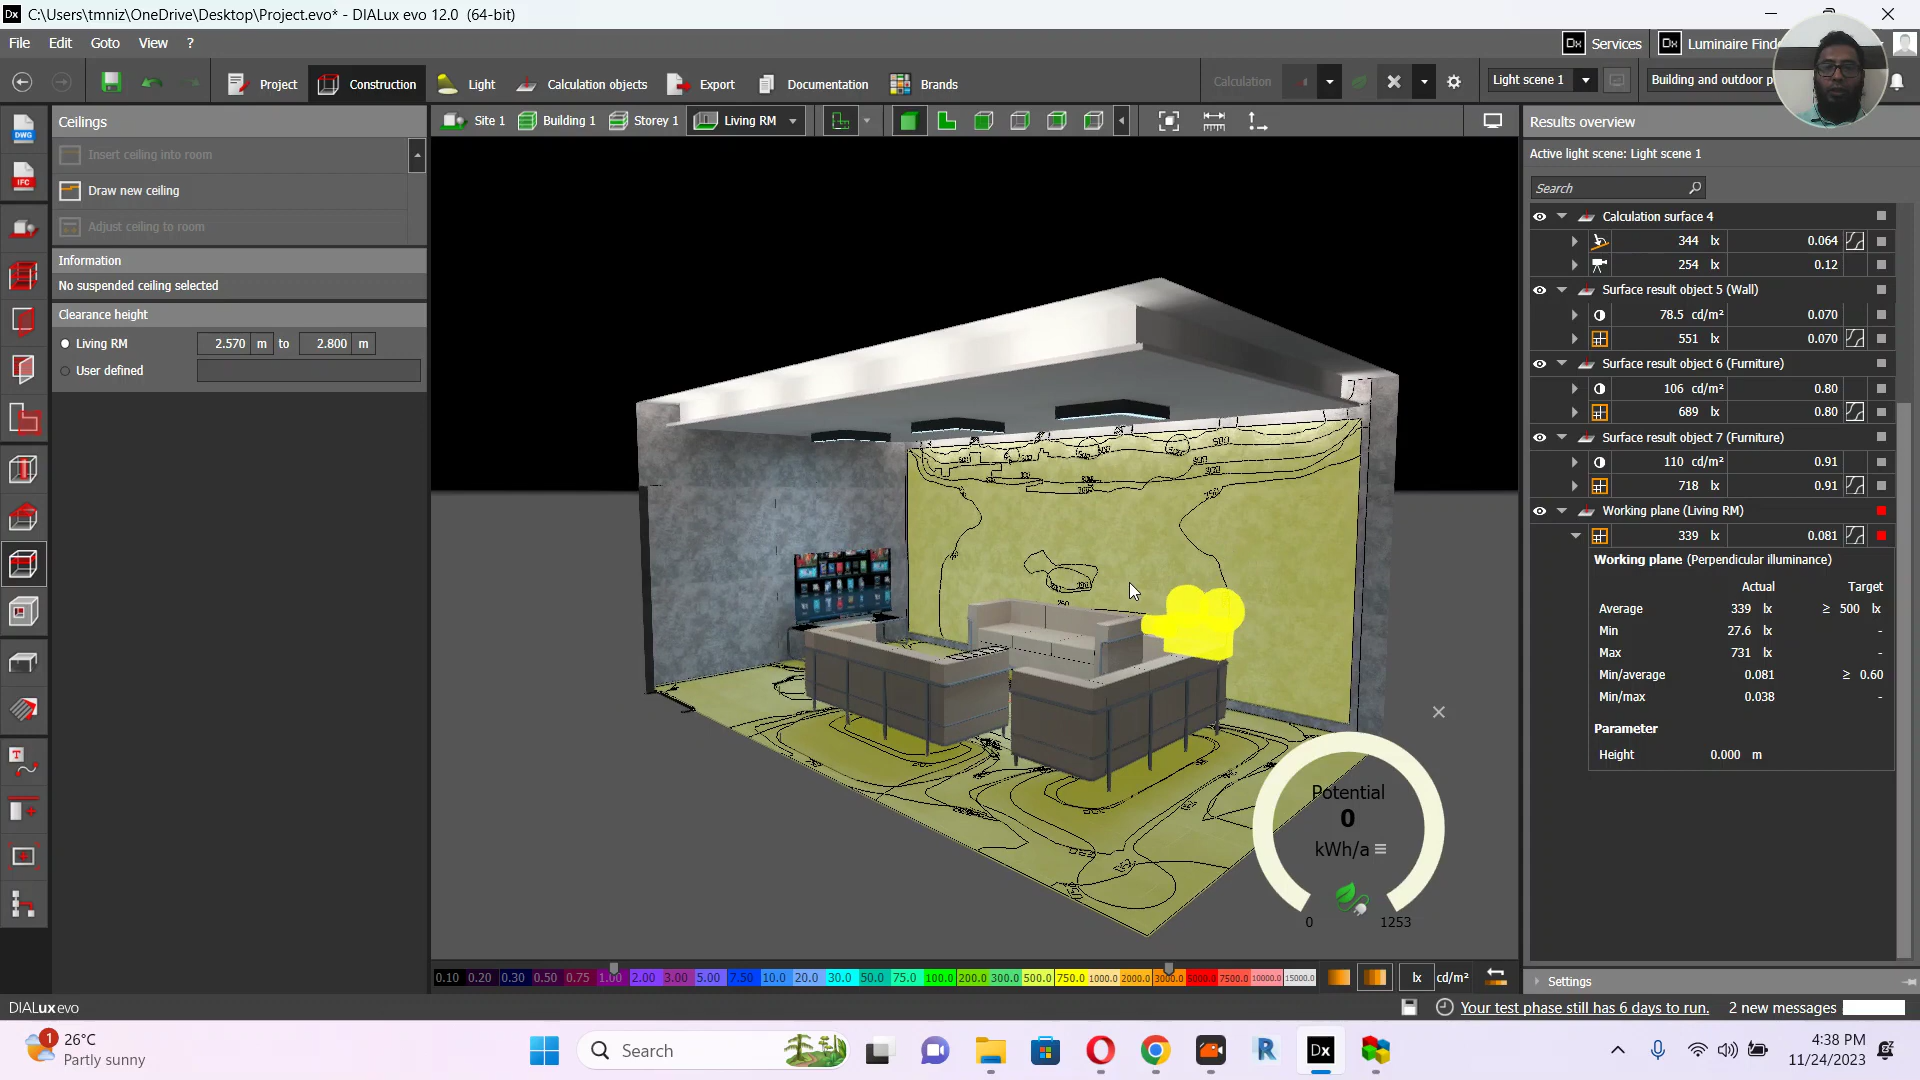 Dx C:\Users\tmniz\OneDrive\Desktop\Project.evo* - DIALux evo 12.0 (64-bit)
File Edit Goto View ?
Dx Services Dx Luminaire Finde
Project Construction Light Calculation objects Export Documentation Brands
Calculation Light scene 1 Building and outdoor p
DWG
IFC
Ceilings
Insert ceiling into room
Draw new ceiling
Adjust ceiling to room
Information
No suspended ceiling selected
Clearance height
Living RM 2.570 m to 2.800 m
User defined
Site 1 Building 1 Storey 1 Living RM
Results overview
Active light scene: Light scene 1
Search
Calculation surface 4
344 lx 0.064
254 lx 0.12
Surface result object 5 (Wall)
78.5 cd/m² 0.070
551 lx 0.070
Surface result object 6 (Furniture)
106 cd/m² 0.80
689 lx 0.80
Surface result object 7 (Furniture)
110 cd/m² 0.91
718 lx 0.91
Working plane (Living RM)
339 lx 0.081
Working plane (Perpendicular illuminance)
Actual Target
Average 339 lx ≥ 500 lx
Min 27.6 lx -
Max 731 lx -
Min/average 0.081 ≥ 0.60
Min/max 0.038 -
Parameter
Height 0.000 m
Potential
0
kWh/a
0 1253
0.10 0.20 0.30 0.50 0.75 1.00 2.00 3.00 5.00 7.50 10.0 20.0 30.0 50.0 75.0 100.0 200.0 300.0 500.0 750.0 1000.0 2000.0 3000.0 5000.0 7500.0 10000.0 15000.0 lx cd/m²
Settings
DIALux evo
Your test phase still has 6 days to run. 2 new messages
1 26°C
Partly sunny
Search
R
Dx
4:38 PM
11/24/2023